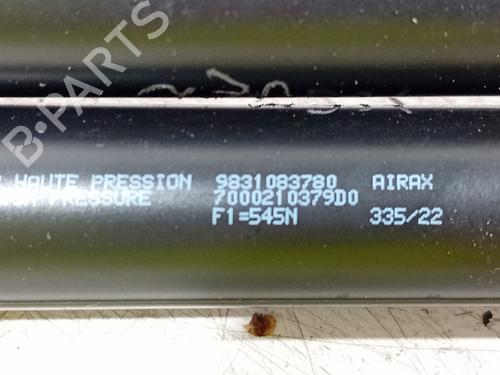 HAUTE PRESSION 9831083780 AIRAX
PRESSURE 7000210379D0
F1=545N 335/22
B-PARTS